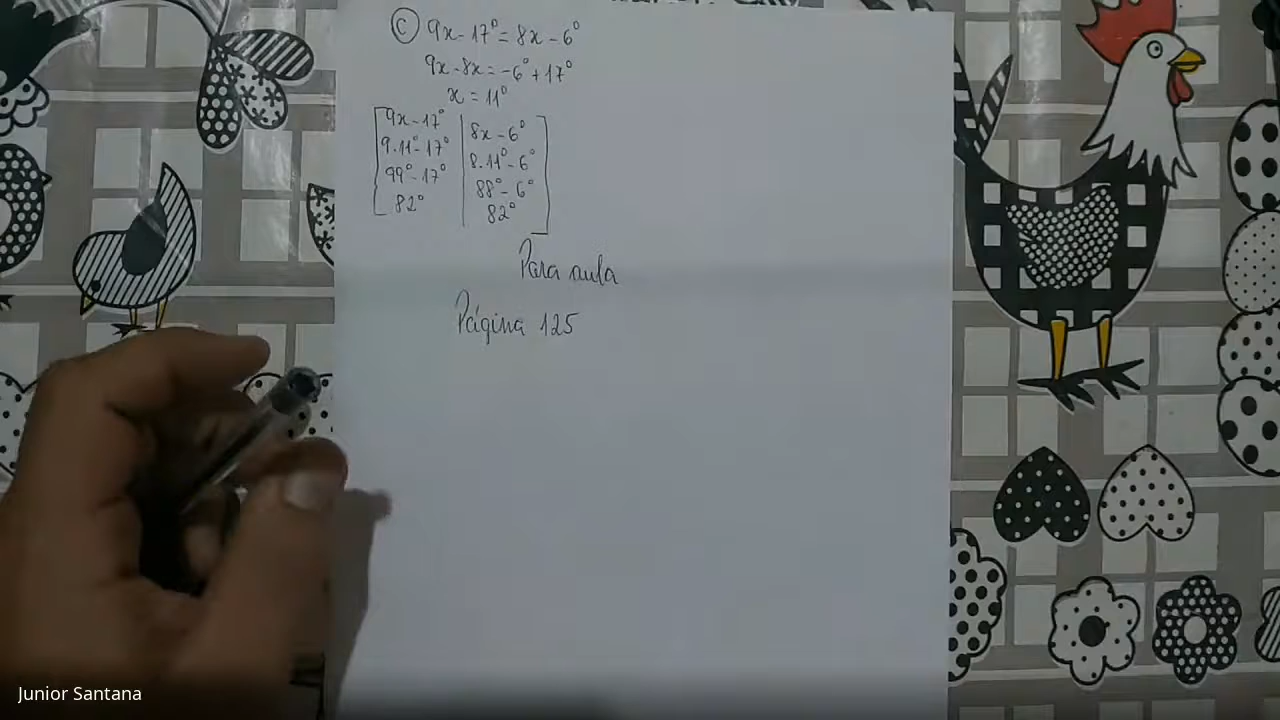 Ⓒ 9x-17°=8x-6°
9x-8x=-6°+17°
x=11°
9x-17°
9.11°-17°
99°-17°
82°
8x-6°
8.11°-6°
88°-6°
82°
Para aula
Página 125
Junior Santana